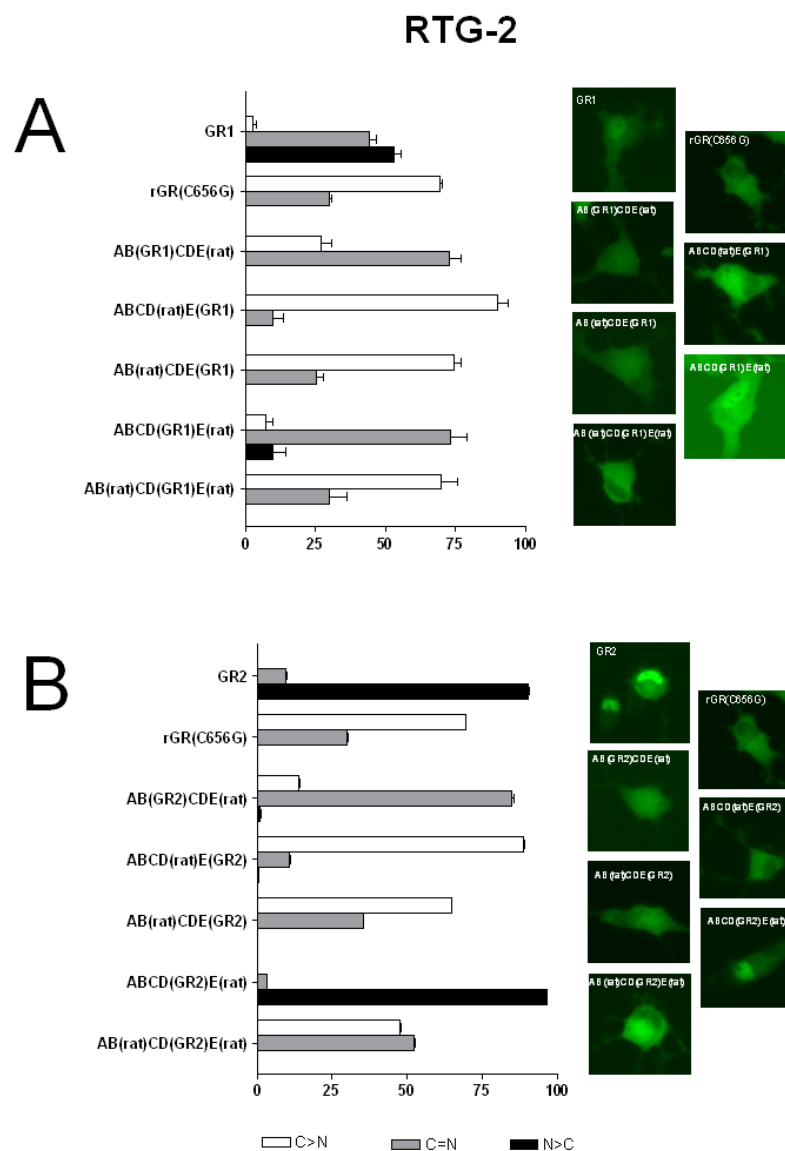 RTG-2
A
GR1
rGR(C656G)
AB(GR1)CDE(rat)
ABCD(rat)E(GR1)
AB(rat)CDE(GR1)
ABCD(GR1)E(rat)
AB(rat)CD(GR1)E(rat)
0 25 50 75 100
GR1
rGR(C656G)
AB(GR1)CDE(rat)
ABCD(rat)E(GR1)
AB(rat)CDE(GR1)
ABCD(GR1)E(rat)
AB(rat)CD(GR1)E(rat)
B
GR2
rGR(C656G)
AB(GR2)CDE(rat)
ABCD(rat)E(GR2)
AB(rat)CDE(GR2)
ABCD(GR2)E(rat)
AB(rat)CD(GR2)E(rat)
0 25 50 75 100
GR2
rGR(C656G)
AB(GR2)CDE(rat)
ABCD(rat)E(GR2)
AB(rat)CDE(GR2)
ABCD(GR2)E(rat)
AB(rat)CD(GR2)E(rat)
C>N C=N N>C